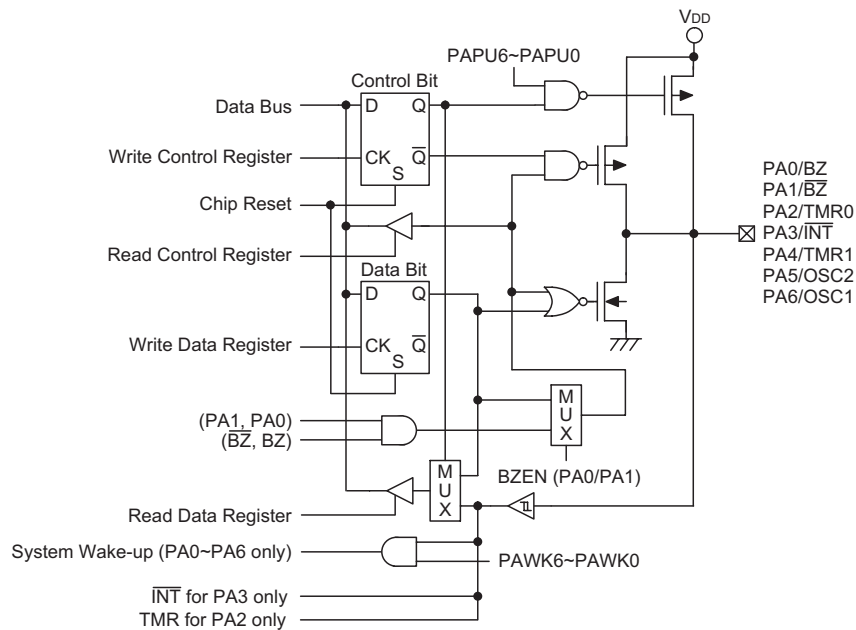 VDD
PAPU6~PAPU0
Control Bit
Data Bus
D Q
Write Control Register
CK Q̅
S
Chip Reset
Read Control Register
Data Bit
D Q
Write Data Register
CK Q̅
S
(PA1, PA0)
(B̅Z̅, BZ)
MUX
BZEN (PA0/PA1)
MUX
Read Data Register
System Wake-up (PA0~PA6 only)
PAWK6~PAWK0
I̅N̅T̅ for PA3 only
TMR for PA2 only
PA0/BZ
PA1/B̅Z̅
PA2/TMR0
PA3/I̅N̅T̅
PA4/TMR1
PA5/OSC2
PA6/OSC1